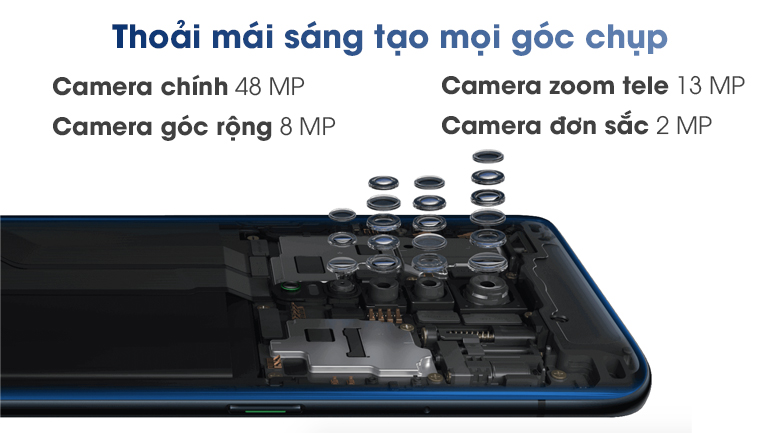 Thoải mái sáng tạo mọi góc chụp
Camera chính 48 MP
Camera zoom tele 13 MP
Camera góc rộng 8 MP
Camera đơn sắc 2 MP